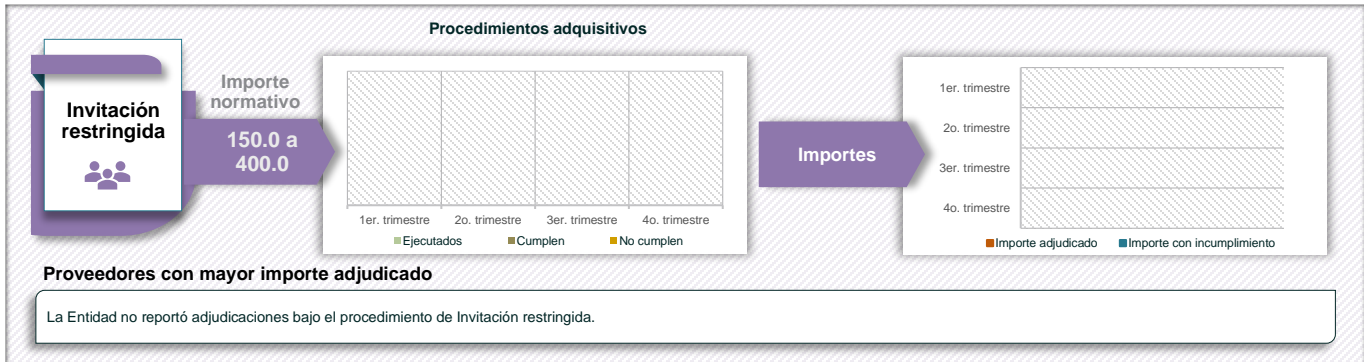 Procedimientos adquisitivos
Invitación
restringida
Importe
normativo
150.0 a
400.0
1er. trimestre 2o. trimestre 3er. trimestre 4o. trimestre
Ejecutados Cumplen No cumplen
Importes
1er. trimestre
2o. trimestre
3er. trimestre
4o. trimestre
Importe adjudicado Importe con incumplimiento
Proveedores con mayor importe adjudicado
La Entidad no reportó adjudicaciones bajo el procedimiento de Invitación restringida.